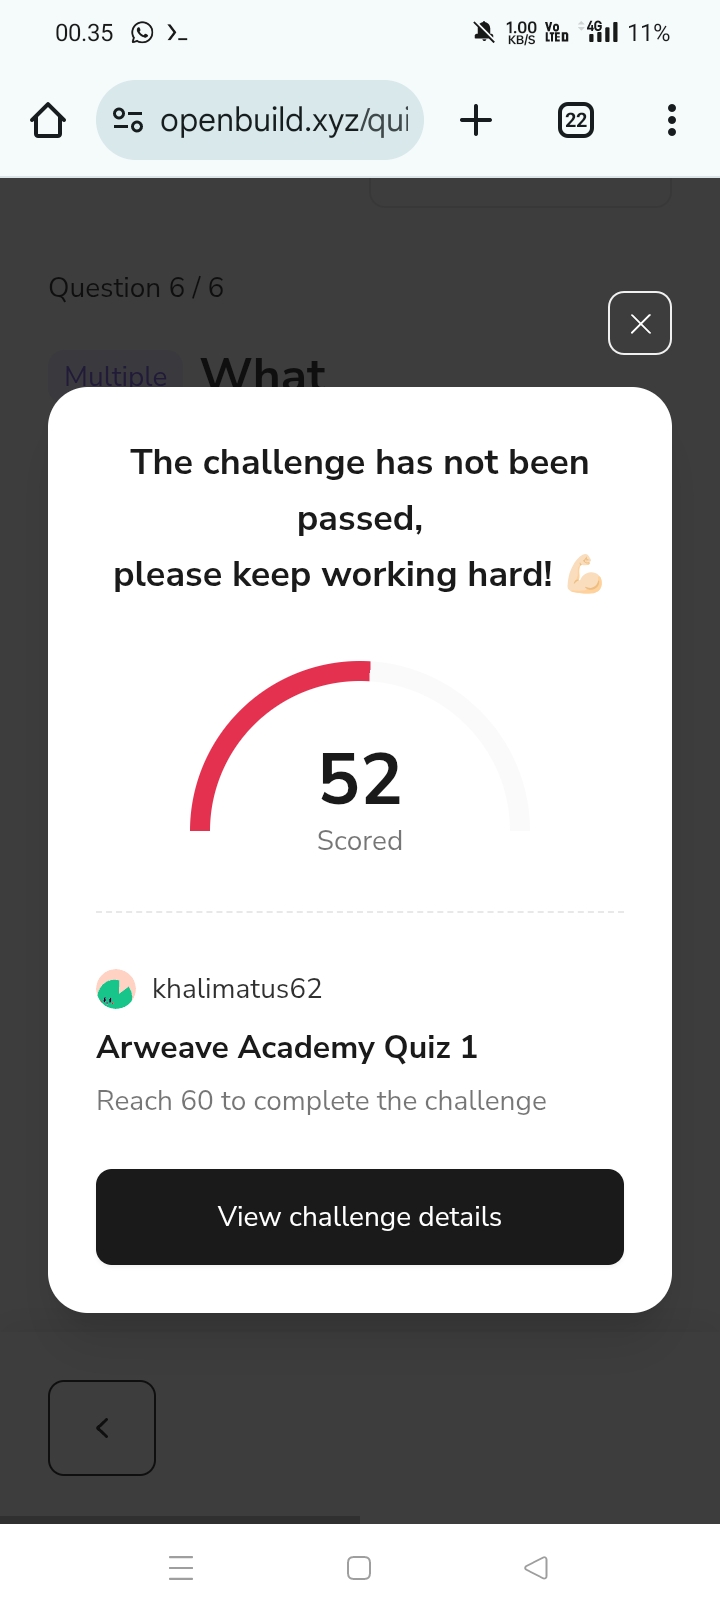 00.35 1.00 KB/S Vo LTED 4G 11%
openbuild.xyz/qui
22
Question 6 / 6
Multiple What
The challenge has not been
passed,
please keep working hard! 💪🏻
52
Scored
khalimatus62
Arweave Academy Quiz 1
Reach 60 to complete the challenge
View challenge details